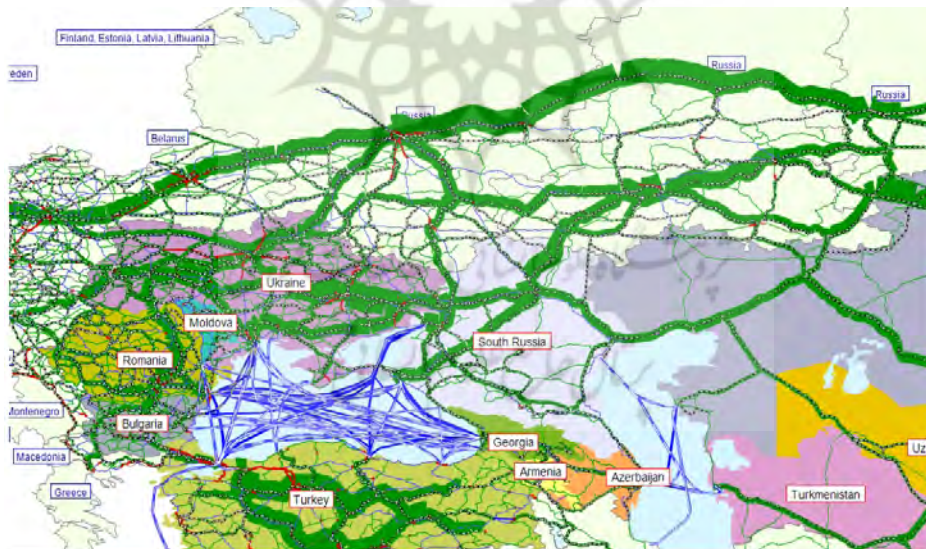 Finland, Estonia, Latvia, Lithuania
eden
Russia
Russia
Russia
Belarus
Ukraine
Moldova
South Russia
Romania
Montenegro
Bulgaria
Georgia
Macedonia
Armenia
Azerbaijan
Uz
Greece
Turkey
Turkmenistan